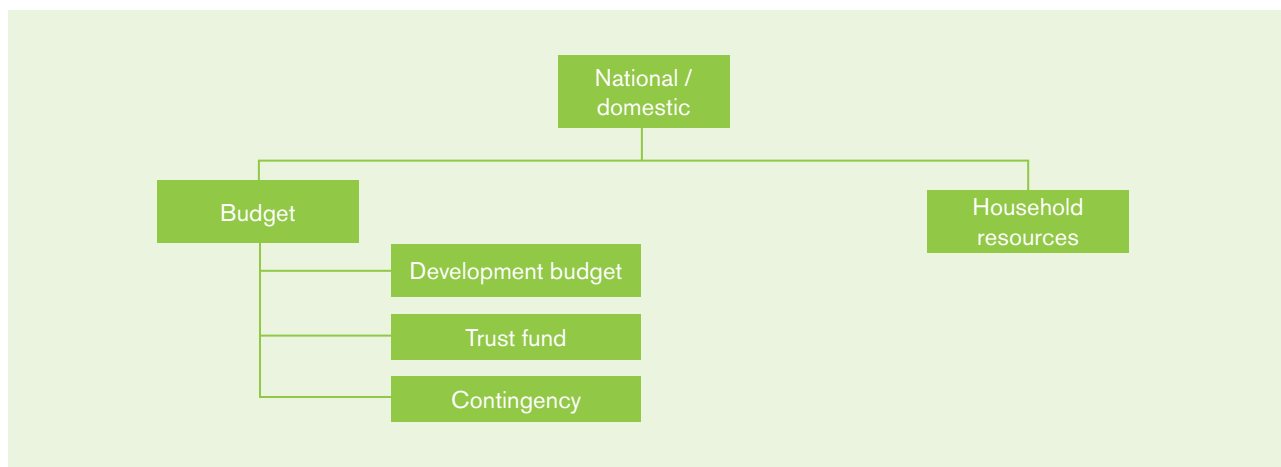 National /
domestic
Budget
Household
resources
Development budget
Trust fund
Contingency